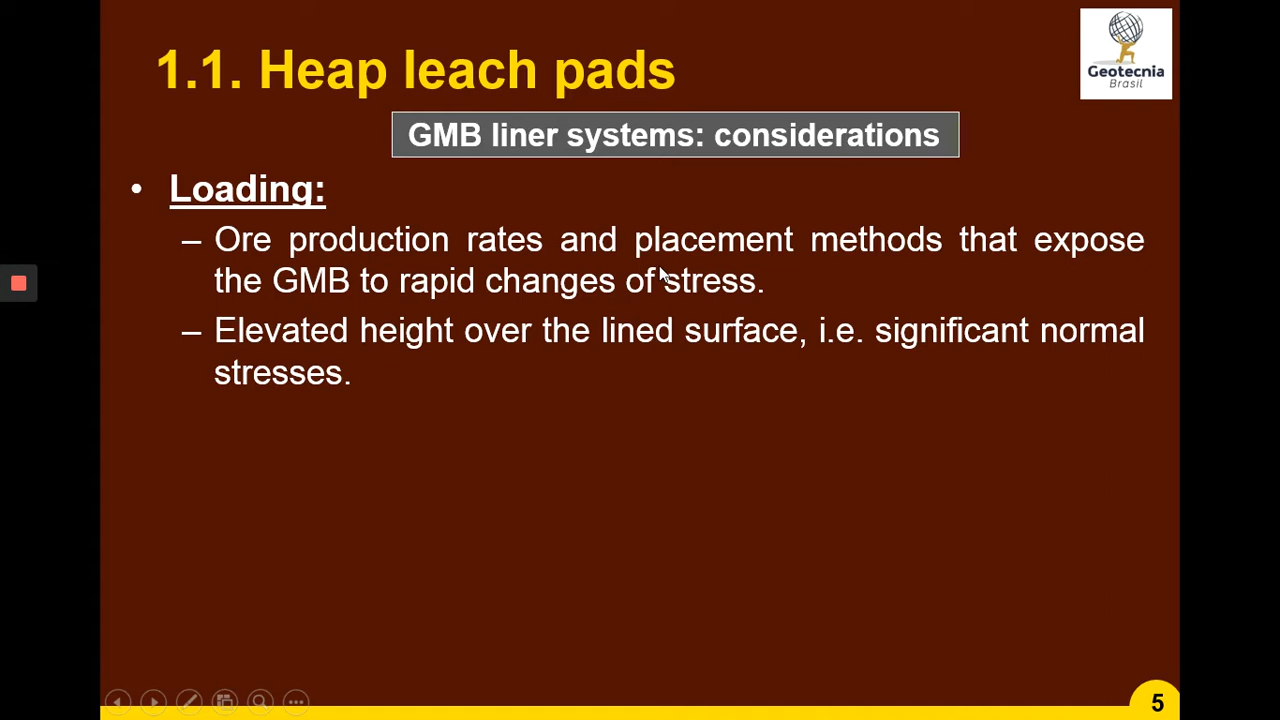 1.1. Heap leach pads
Geotecnia
Brasil
GMB liner systems: considerations
• Loading:
– Ore production rates and placement methods that expose
the GMB to rapid changes of stress.
– Elevated height over the lined surface, i.e. significant normal
stresses.
5